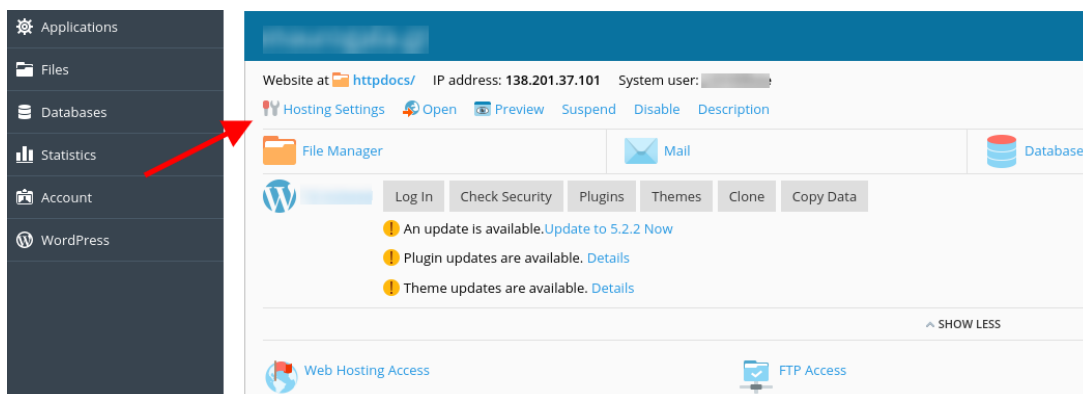 Applications
Files
Databases
Statistics
Account
WordPress
Website at httpdocs/ IP address: 138.201.37.101 System user:
Hosting Settings Open Preview Suspend Disable Description
File Manager Mail Database
Log In Check Security Plugins Themes Clone Copy Data
An update is available.Update to 5.2.2 Now
Plugin updates are available. Details
Theme updates are available. Details
SHOW LESS
Web Hosting Access FTP Access